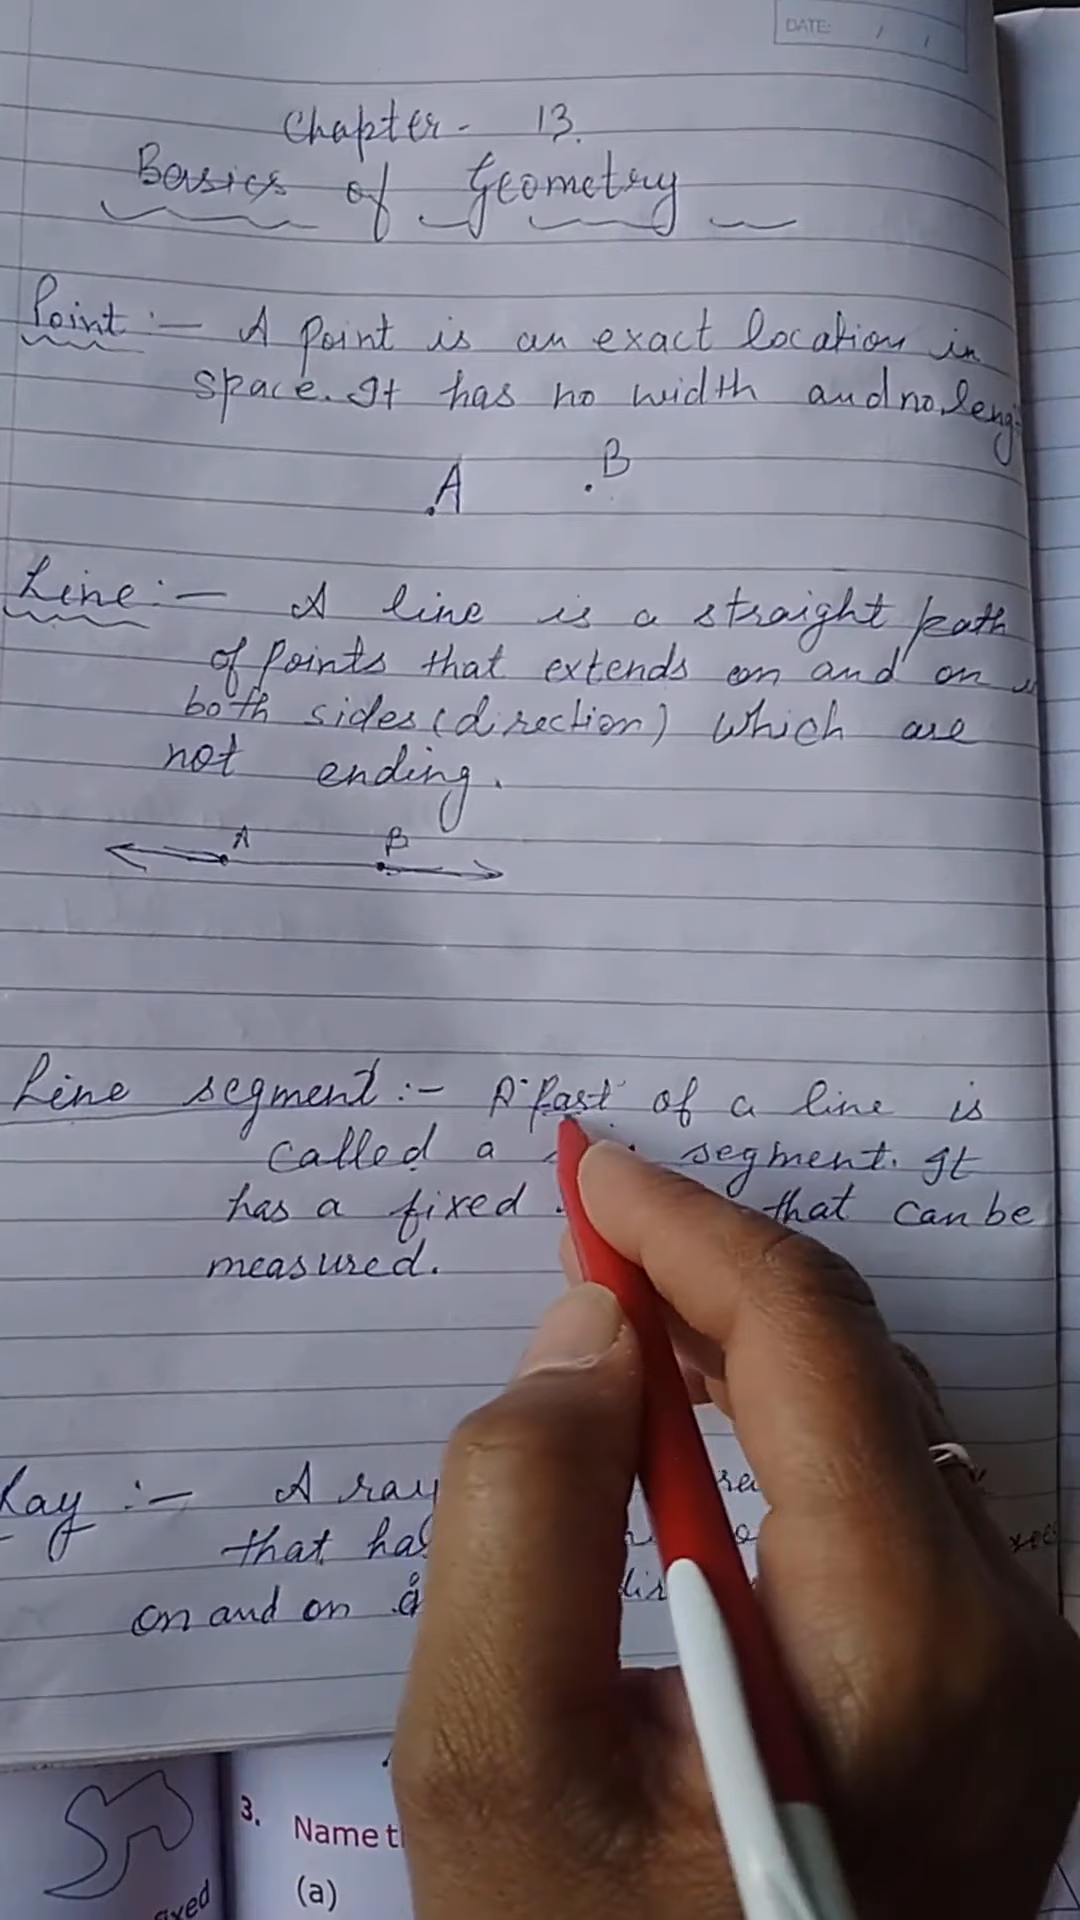 DATE: / /
Chapter - 13.
Basics of Geometry
Point :- A Point is an exact location in
space. It has no width and no leng
A B
Line :- A line is a straight path
of points that extends on and on
both sides (direction) which are
not ending.
A B
Line segment :- A Part of a line is
called a segment. It
has a fixed that can be
measured.
Ray :- A ray
that has
on and on
3. Name
(a)